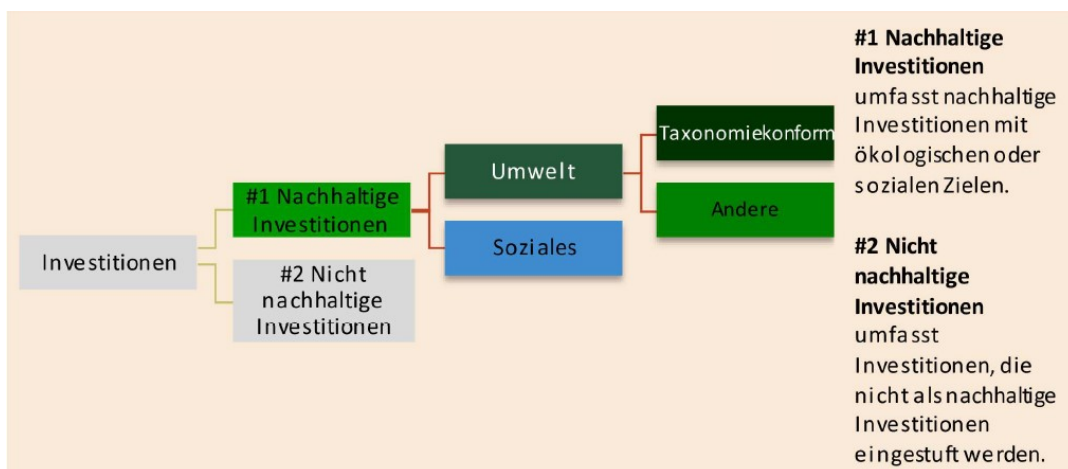 Investitionen
#1 Nachhaltige
Investitionen
#2 Nicht
nachhaltige
Investitionen
Umwelt
Soziales
Taxonomiekonform
Andere
#1 Nachhaltige
Investitionen
umfasst nachhaltige
Investitionen mit
ökologischen oder
sozialen Zielen.
#2 Nicht
nachhaltige
Investitionen
umfasst
Investitionen, die
nicht als nachhaltige
Investitionen
eingestuft werden.